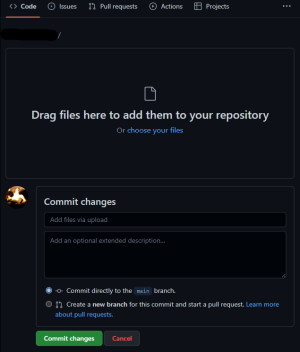 <> Code Issues Pull requests Actions Projects ...
/
Drag files here to add them to your repository
Or choose your files
Commit changes
Add files via upload
Add an optional extended description...
Commit directly to the main branch.
Create a new branch for this commit and start a pull request. Learn more
about pull requests.
Commit changes Cancel